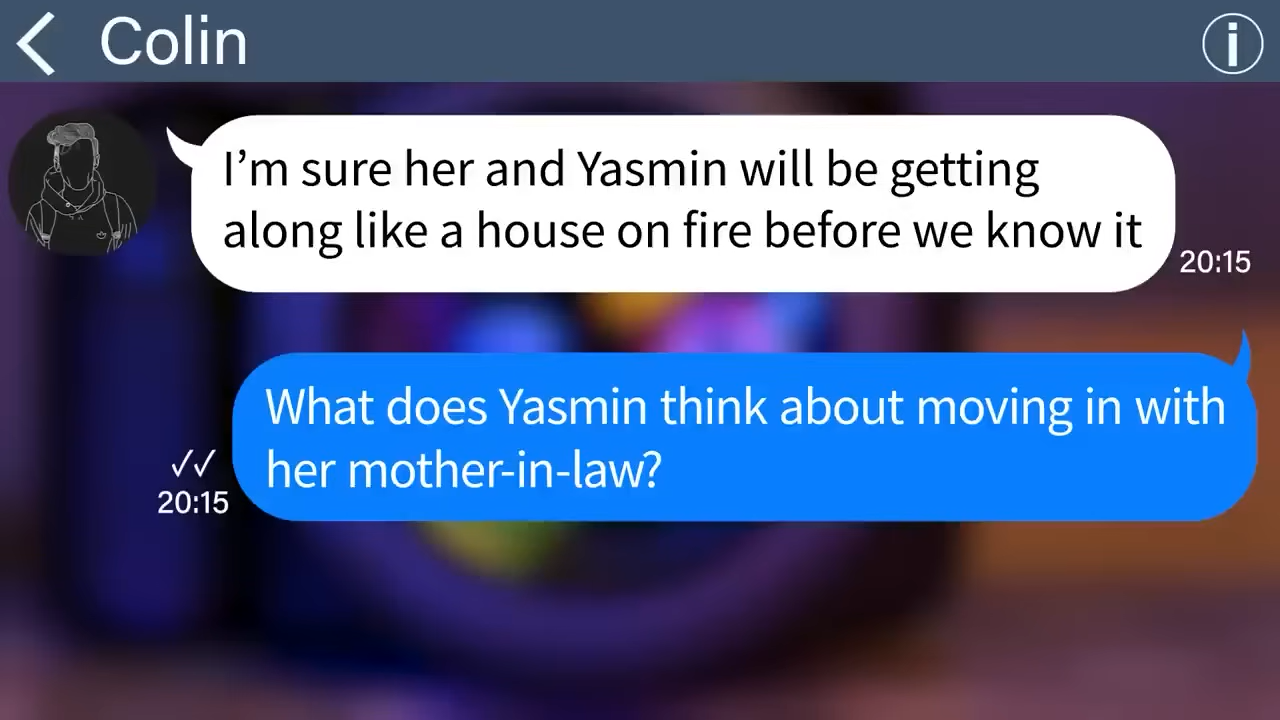 Colin
I’m sure her and Yasmin will be getting
along like a house on fire before we know it
20:15
What does Yasmin think about moving in with
her mother-in-law?
✓✓
20:15